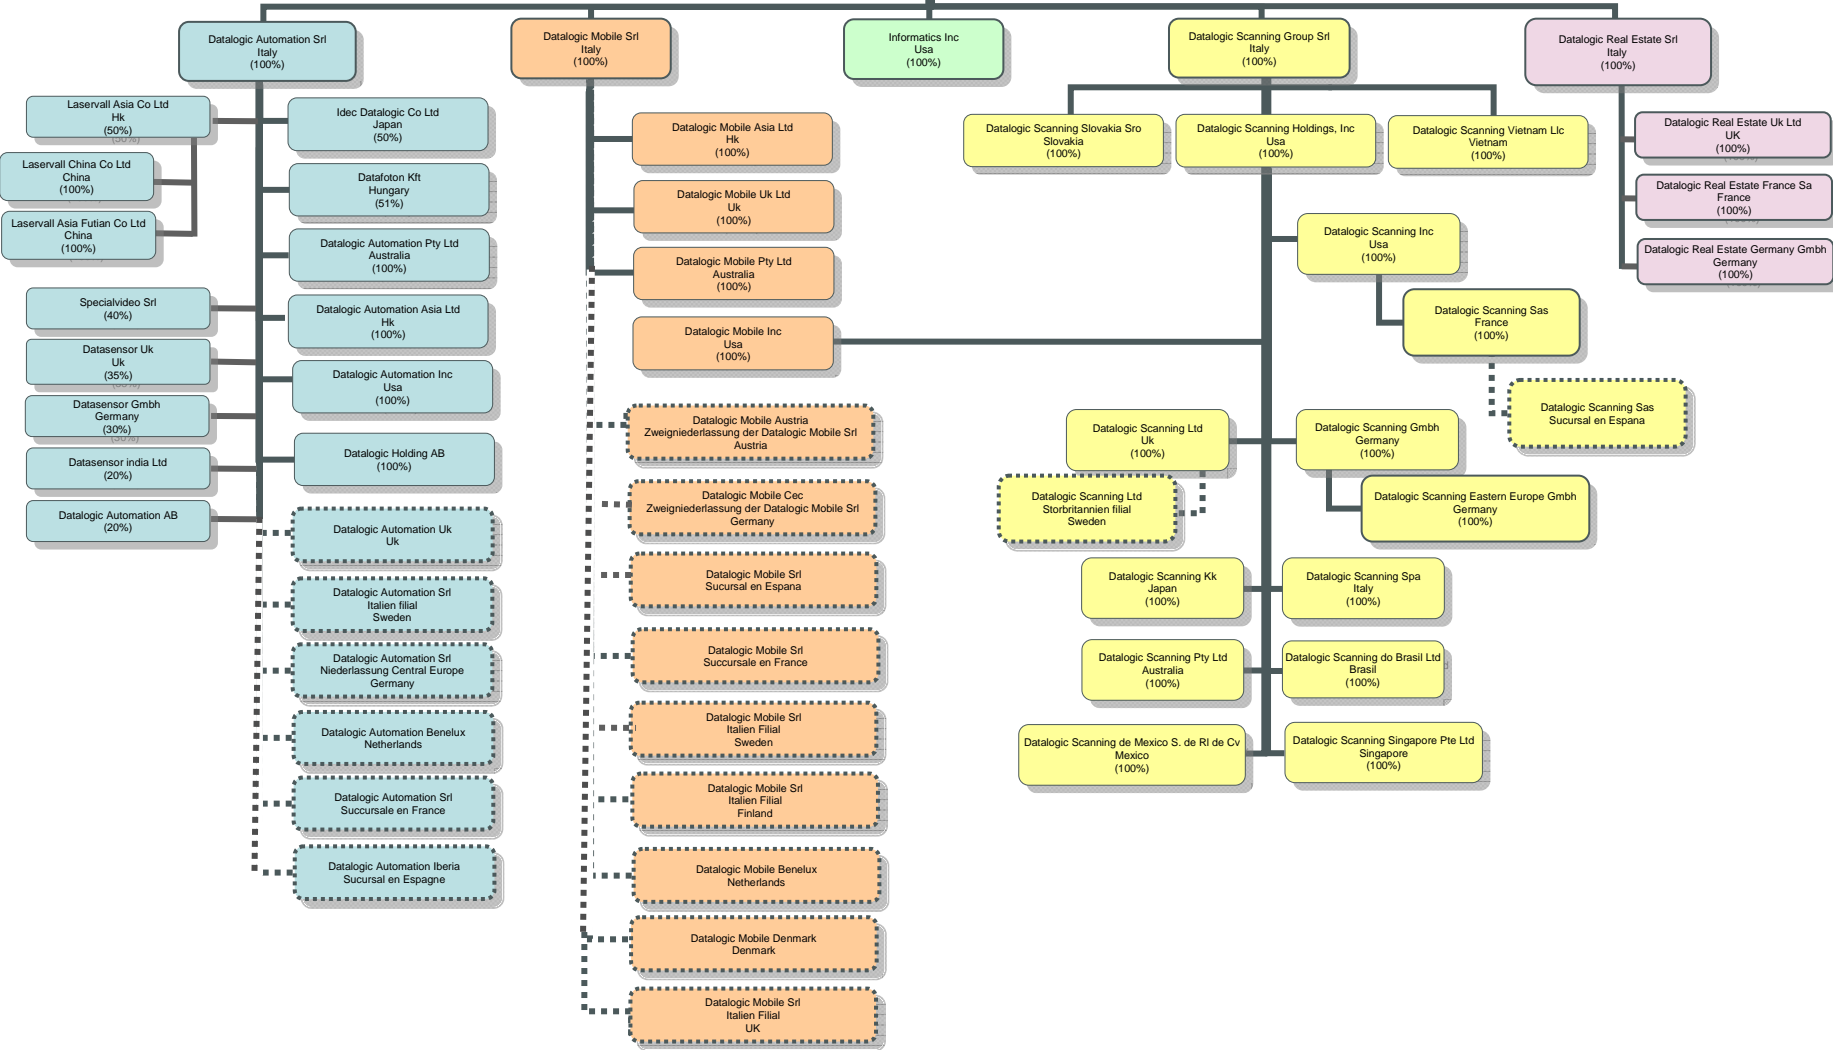 Datalogic Automation Srl
Italy
(100%)
Datalogic Mobile Srl
Italy
(100%)
Informatics Inc
Usa
(100%)
Datalogic Scanning Group Srl
Italy
(100%)
Datalogic Real Estate Srl
Italy
(100%)
Laservall Asia Co Ltd
Hk
(50%)
Laservall China Co Ltd
China
(100%)
Laservall Asia Futian Co Ltd
China
(100%)
Specialvideo Srl
(40%)
Datasensor Uk
Uk
(35%)
Datasensor Gmbh
Germany
(30%)
Datasensor india Ltd
(20%)
Datalogic Automation AB
(20%)
Idec Datalogic Co Ltd
Japan
(50%)
Datafoton Kft
Hungary
(51%)
Datalogic Automation Pty Ltd
Australia
(100%)
Datalogic Automation Asia Ltd
Hk
(100%)
Datalogic Automation Inc
Usa
(100%)
Datalogic Holding AB
(100%)
Datalogic Automation Uk
Uk
Datalogic Automation Srl
Italien filial
Sweden
Datalogic Automation Srl
Niederlassung Central Europe
Germany
Datalogic Automation Benelux
Netherlands
Datalogic Automation Srl
Succursale en France
Datalogic Automation Iberia
Sucursal en Espagne
Datalogic Mobile Asia Ltd
Hk
(100%)
Datalogic Mobile Uk Ltd
Uk
(100%)
Datalogic Mobile Pty Ltd
Australia
(100%)
Datalogic Mobile Inc
Usa
(100%)
Datalogic Mobile Austria
Zweigniederlassung der Datalogic Mobile Srl
Austria
Datalogic Mobile Cec
Zweigniederlassung der Datalogic Mobile Srl
Germany
Datalogic Mobile Srl
Sucursal en Espana
Datalogic Mobile Srl
Succursale en France
Datalogic Mobile Srl
Italien Filial
Sweden
Datalogic Mobile Srl
Italien Filial
Finland
Datalogic Mobile Benelux
Netherlands
Datalogic Mobile Denmark
Denmark
Datalogic Mobile Srl
Italien Filial
UK
Datalogic Scanning Slovakia Sro
Slovakia
(100%)
Datalogic Scanning Holdings, Inc
Usa
(100%)
Datalogic Scanning Vietnam Llc
Vietnam
(100%)
Datalogic Scanning Inc
Usa
(100%)
Datalogic Scanning Sas
France
(100%)
Datalogic Scanning Sas
Sucursal en Espana
Datalogic Scanning Ltd
Uk
(100%)
Datalogic Scanning Gmbh
Germany
(100%)
Datalogic Scanning Ltd
Storbritannien filial
Sweden
Datalogic Scanning Eastern Europe Gmbh
Germany
(100%)
Datalogic Scanning Kk
Japan
(100%)
Datalogic Scanning Spa
Italy
(100%)
Datalogic Scanning Pty Ltd
Australia
(100%)
Datalogic Scanning do Brasil Ltd
Brasil
(100%)
Datalogic Scanning de Mexico S. de Rl de Cv
Mexico
(100%)
Datalogic Scanning Singapore Pte Ltd
Singapore
(100%)
Datalogic Real Estate Uk Ltd
UK
(100%)
Datalogic Real Estate France Sa
France
(100%)
Datalogic Real Estate Germany Gmbh
Germany
(100%)